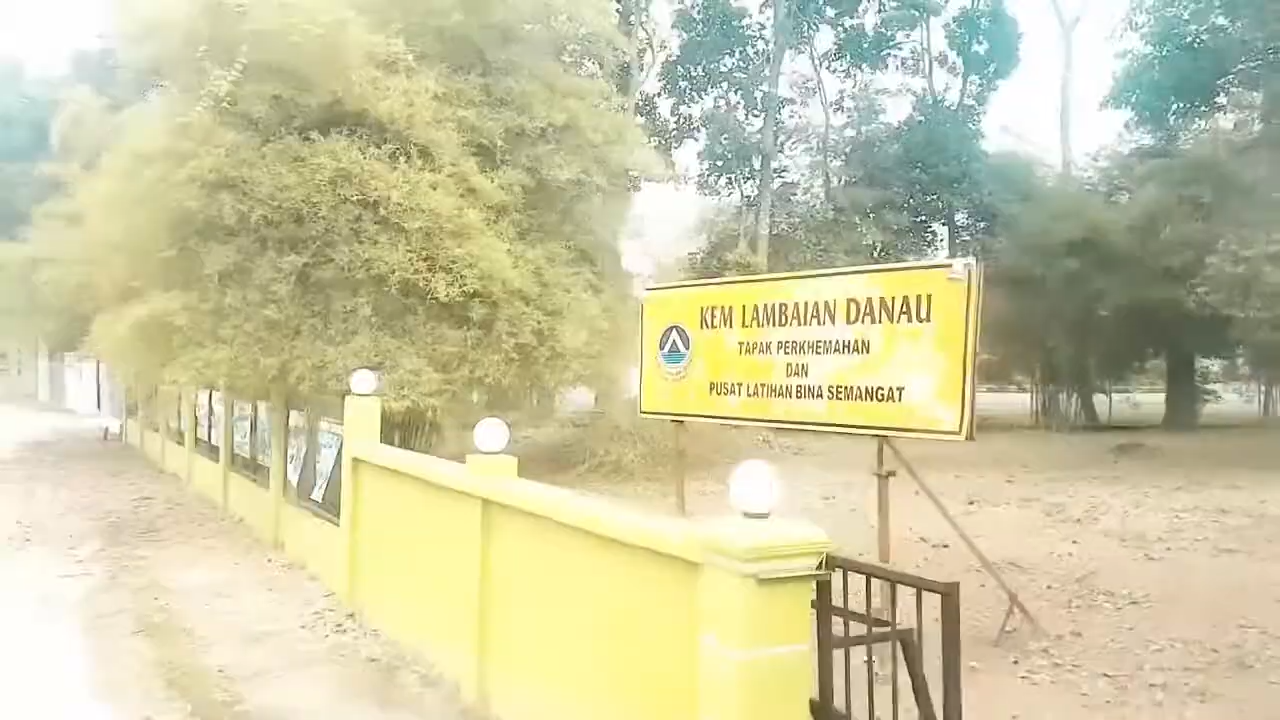 KEM LAMBAIAN DANAU
TAPAK PERKHEMAHAN
DAN
PUSAT LATIHAN BINA SEMANGAT